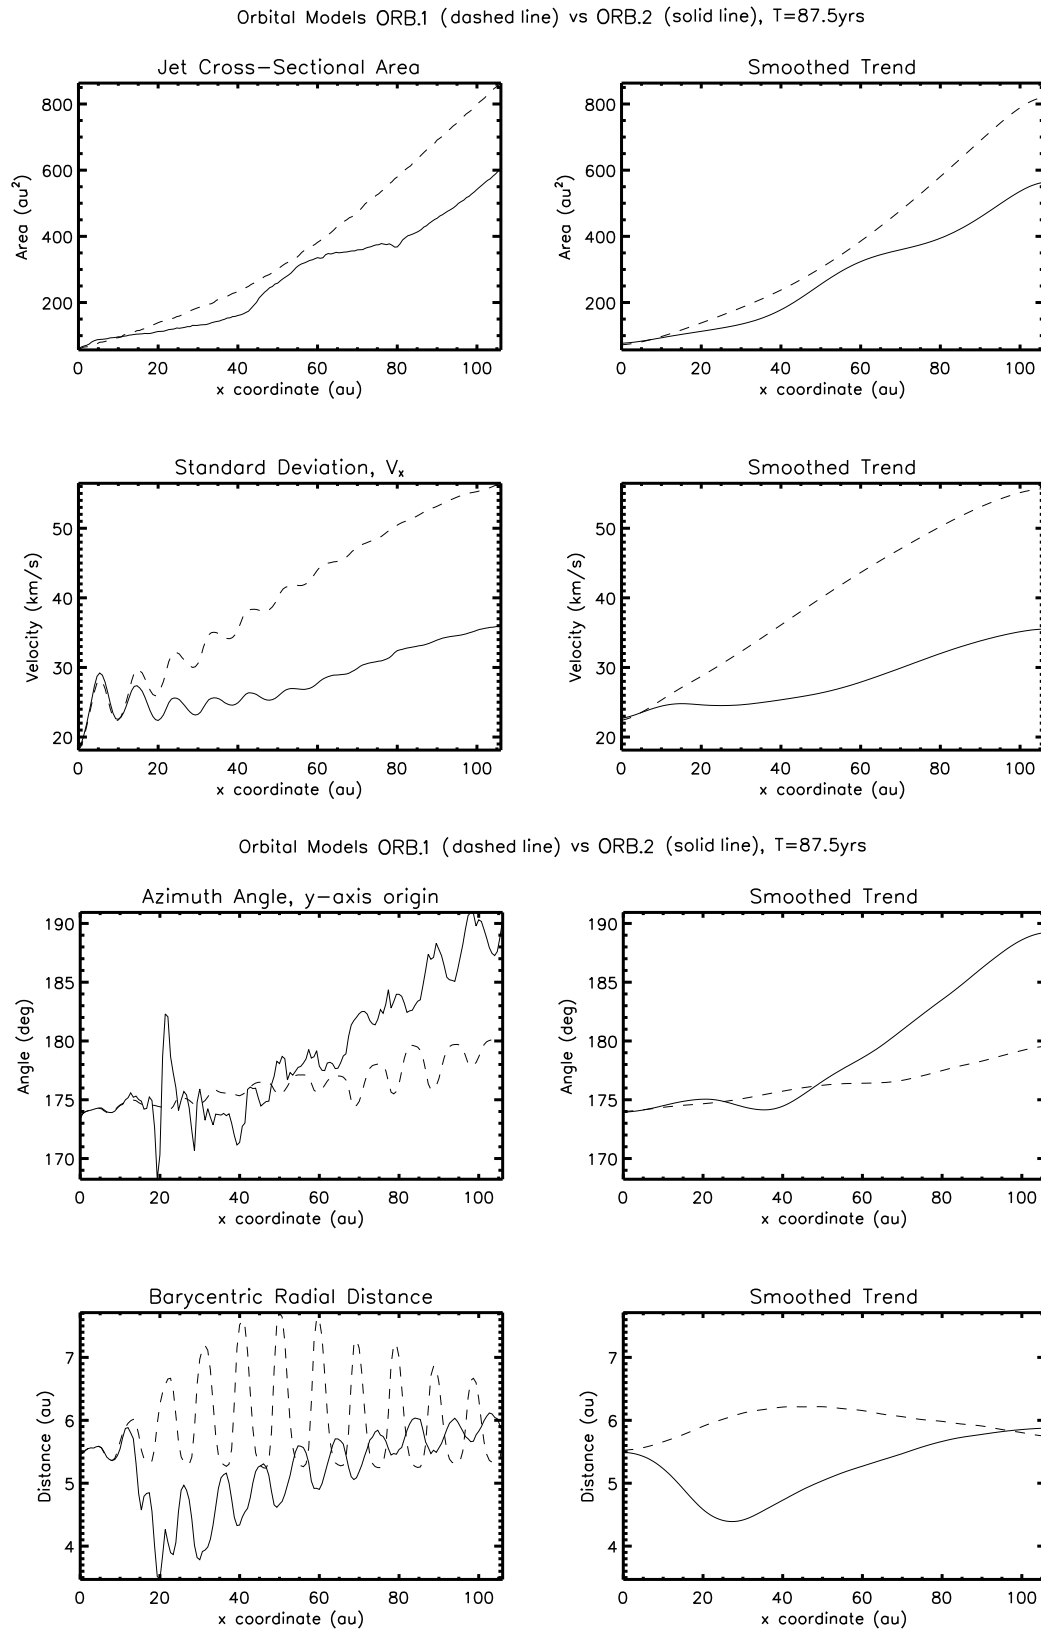 Orbital Models ORB.1 (dashed line) vs ORB.2 (solid line), T=87.5yrs
Jet Cross-Sectional Area
Area (au²)
800
600
400
200
0 20 40 60 80 100
x coordinate (au)
Smoothed Trend
Area (au²)
800
600
400
200
0 20 40 60 80 100
x coordinate (au)
Standard Deviation, Vₓ
Velocity (km/s)
50
40
30
20
0 20 40 60 80 100
x coordinate (au)
Smoothed Trend
Velocity (km/s)
50
40
30
20
0 20 40 60 80 100
x coordinate (au)
Orbital Models ORB.1 (dashed line) vs ORB.2 (solid line), T=87.5yrs
Azimuth Angle, y-axis origin
Angle (deg)
190
185
180
175
170
0 20 40 60 80 100
x coordinate (au)
Smoothed Trend
Angle (deg)
190
185
180
175
170
0 20 40 60 80 100
x coordinate (au)
Barycentric Radial Distance
Distance (au)
7
6
5
4
0 20 40 60 80 100
x coordinate (au)
Smoothed Trend
Distance (au)
7
6
5
4
0 20 40 60 80 100
x coordinate (au)